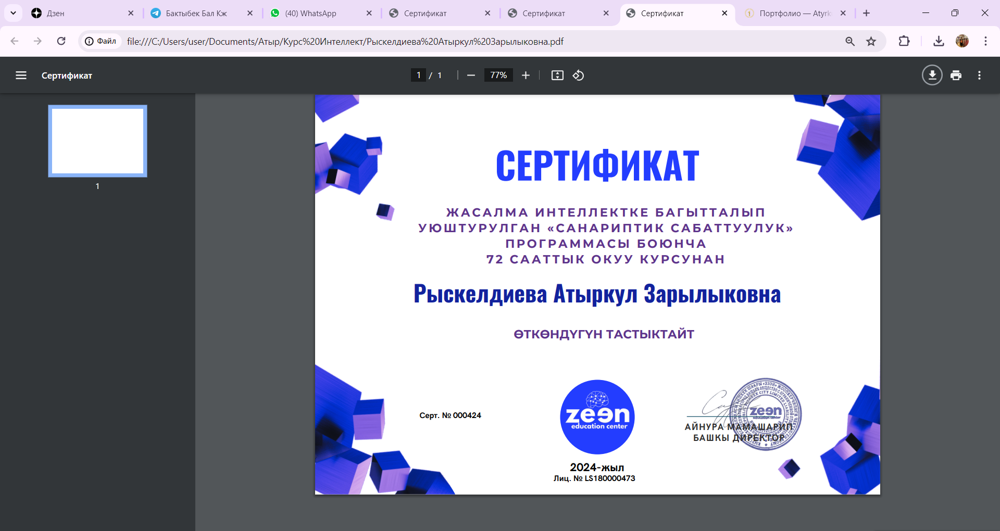 Дзен
Бактыбек Бал Кж
(40) WhatsApp
Сертификат
Сертификат
Сертификат
Портфолио — Atyrk
Файл
file:///C:/Users/user/Documents/Атыр/Курс%20Интеллект/Рыскелдиева%20Атыркул%20Зарылыковна.pdf
Сертификат
1 / 1
77%
1
СЕРТИФИКАТ
ЖАСАЛМА ИНТЕЛЛЕКТКЕ БАГЫТТАЛЫП
УЮШТУРУЛГАН «САНАРИПТИК САБАТТУУЛУК»
ПРОГРАММАСЫ БОЮНЧА
72 СААТТЫК ОКУУ КУРСУНАН
Рыскелдиева Атыркул Зарылыковна
ӨТКӨНДҮГҮН ТАСТЫКТАЙТ
Серт. № 000424
zeen
education center
2024-жыл
Лиц. № LS180000473
zeen
education center
АЙНУРА МАМАШАРИП
БАШКЫ ДИРЕКТОР